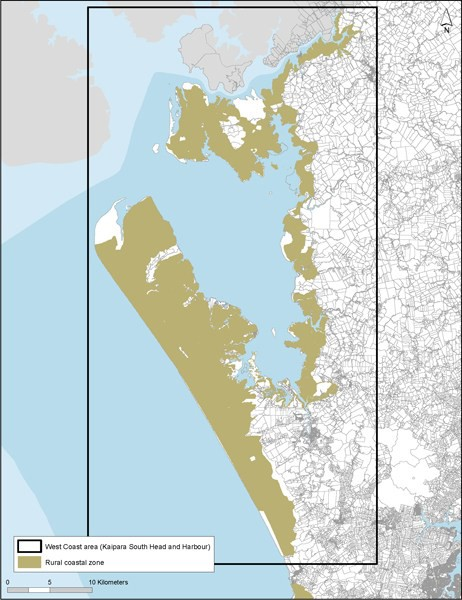 N
West Coast area (Kaipara South Head and Harbour)
Rural coastal zone
0 5 10 Kilometers